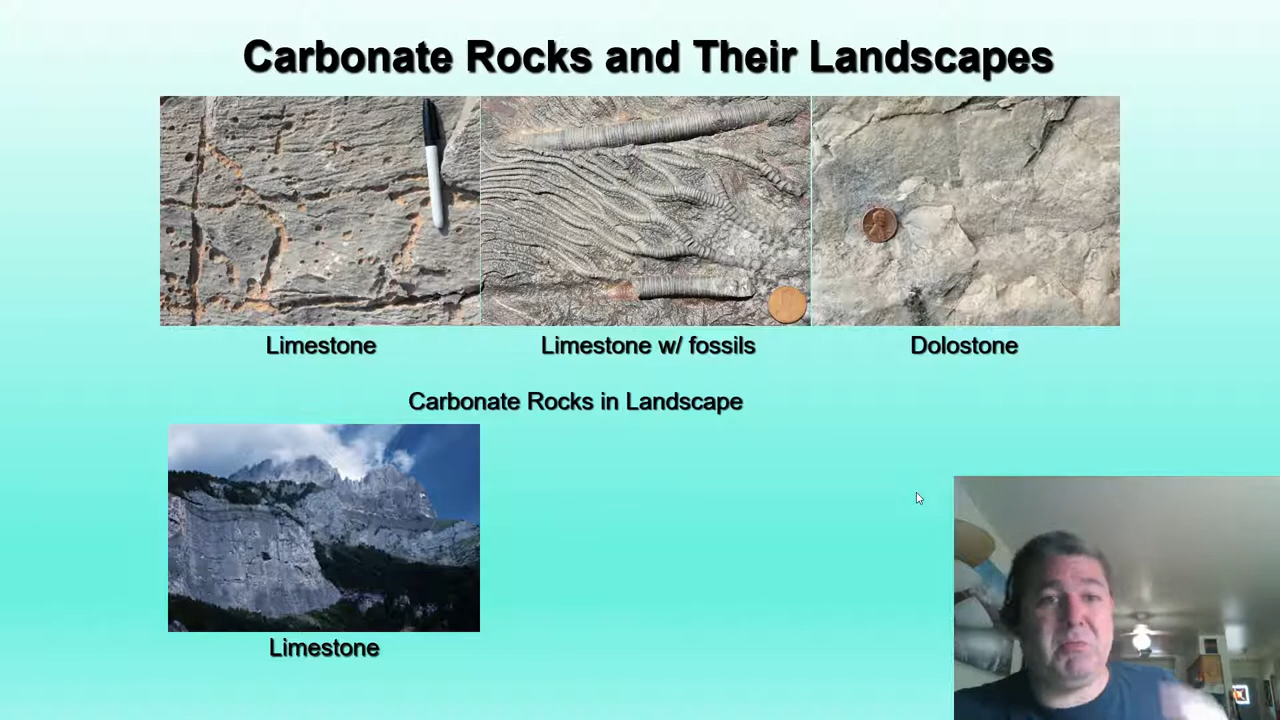 Carbonate Rocks and Their Landscapes
Limestone
Limestone w/ fossils
Dolostone
Carbonate Rocks in Landscape
Limestone